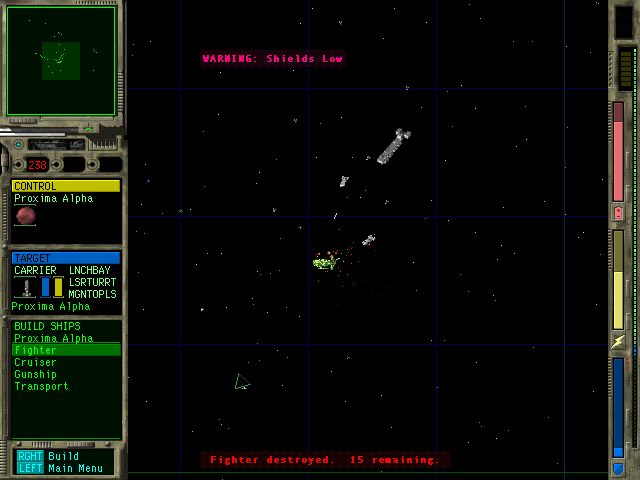 WARNING: Shields Low
238
CONTROL
Proxima Alpha
TARGET
CARRIER LNCHBAY
LSRTURRT
MGNTOPLS
Proxima Alpha
BUILD SHIPS
Proxima Alpha
Fighter
Cruiser
Gunship
Transport
RGHT Build
LEFT Main Menu
Fighter destroyed. 15 remaining.